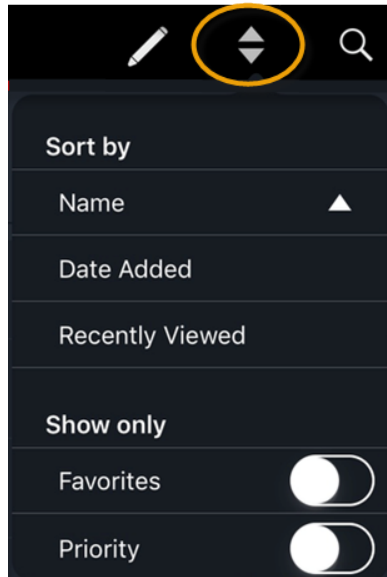 Sort by
Name
Date Added
Recently Viewed
Show only
Favorites
Priority